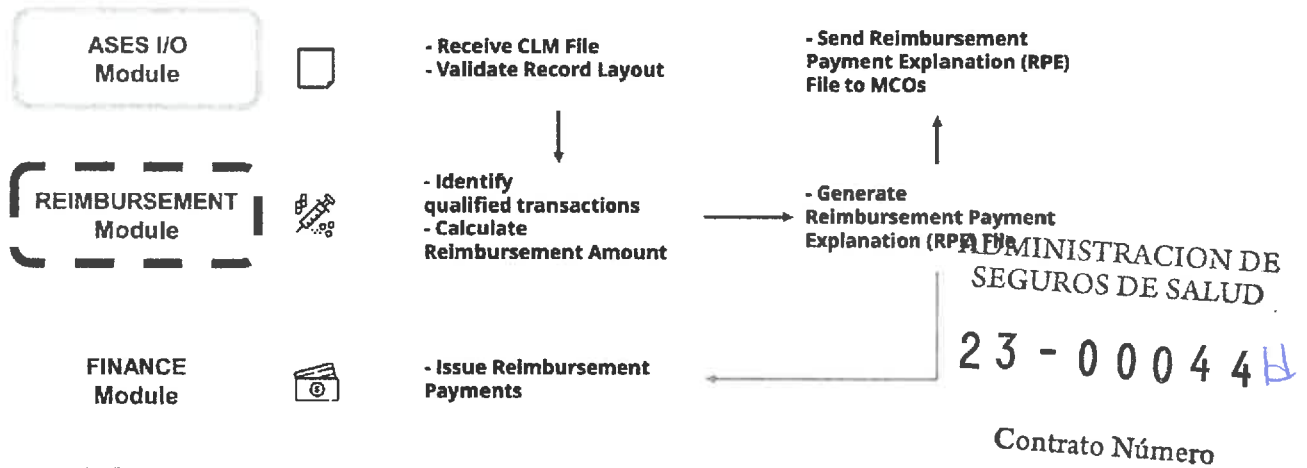 ASES I/O
Module
- Receive CLM File
- Validate Record Layout
- Send Reimbursement
Payment Explanation (RPE)
File to MCOs
REIMBURSEMENT
Module
- Identify
qualified transactions
- Calculate
Reimbursement Amount
- Generate
Reimbursement Payment
Explanation (RPE) File
ADMINISTRACION DE
SEGUROS DE SALUD
FINANCE
Module
- Issue Reimbursement
Payments
23-00044
Contrato Número